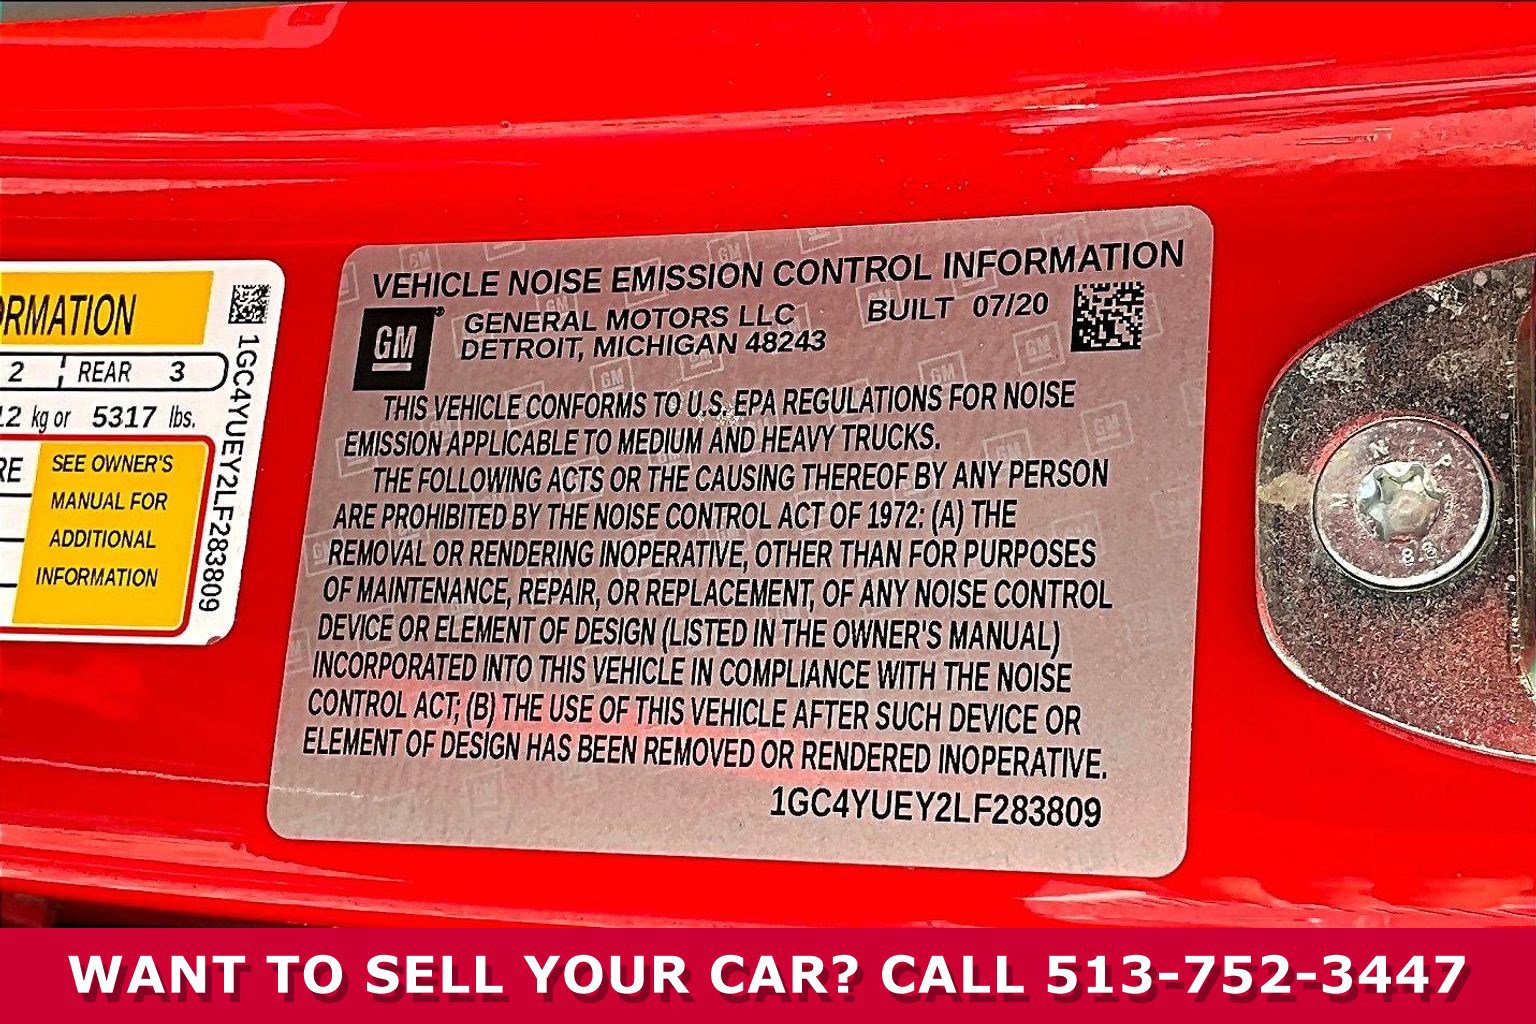 ORMATION
2 REAR 3
12 kg or 5317 lbs.
RE
SEE OWNER'S
MANUAL FOR
ADDITIONAL
INFORMATION
1GC4YUEY2LF283809
VEHICLE NOISE EMISSION CONTROL INFORMATION
GM® GENERAL MOTORS LLC BUILT 07/20
DETROIT, MICHIGAN 48243
THIS VEHICLE CONFORMS TO U.S. EPA REGULATIONS FOR NOISE
EMISSION APPLICABLE TO MEDIUM AND HEAVY TRUCKS.
THE FOLLOWING ACTS OR THE CAUSING THEREOF BY ANY PERSON
ARE PROHIBITED BY THE NOISE CONTROL ACT OF 1972: (A) THE
REMOVAL OR RENDERING INOPERATIVE, OTHER THAN FOR PURPOSES
OF MAINTENANCE, REPAIR, OR REPLACEMENT, OF ANY NOISE CONTROL
DEVICE OR ELEMENT OF DESIGN (LISTED IN THE OWNER'S MANUAL)
INCORPORATED INTO THIS VEHICLE IN COMPLIANCE WITH THE NOISE
CONTROL ACT; (B) THE USE OF THIS VEHICLE AFTER SUCH DEVICE OR
ELEMENT OF DESIGN HAS BEEN REMOVED OR RENDERED INOPERATIVE.
1GC4YUEY2LF283809
WANT TO SELL YOUR CAR? CALL 513-752-3447